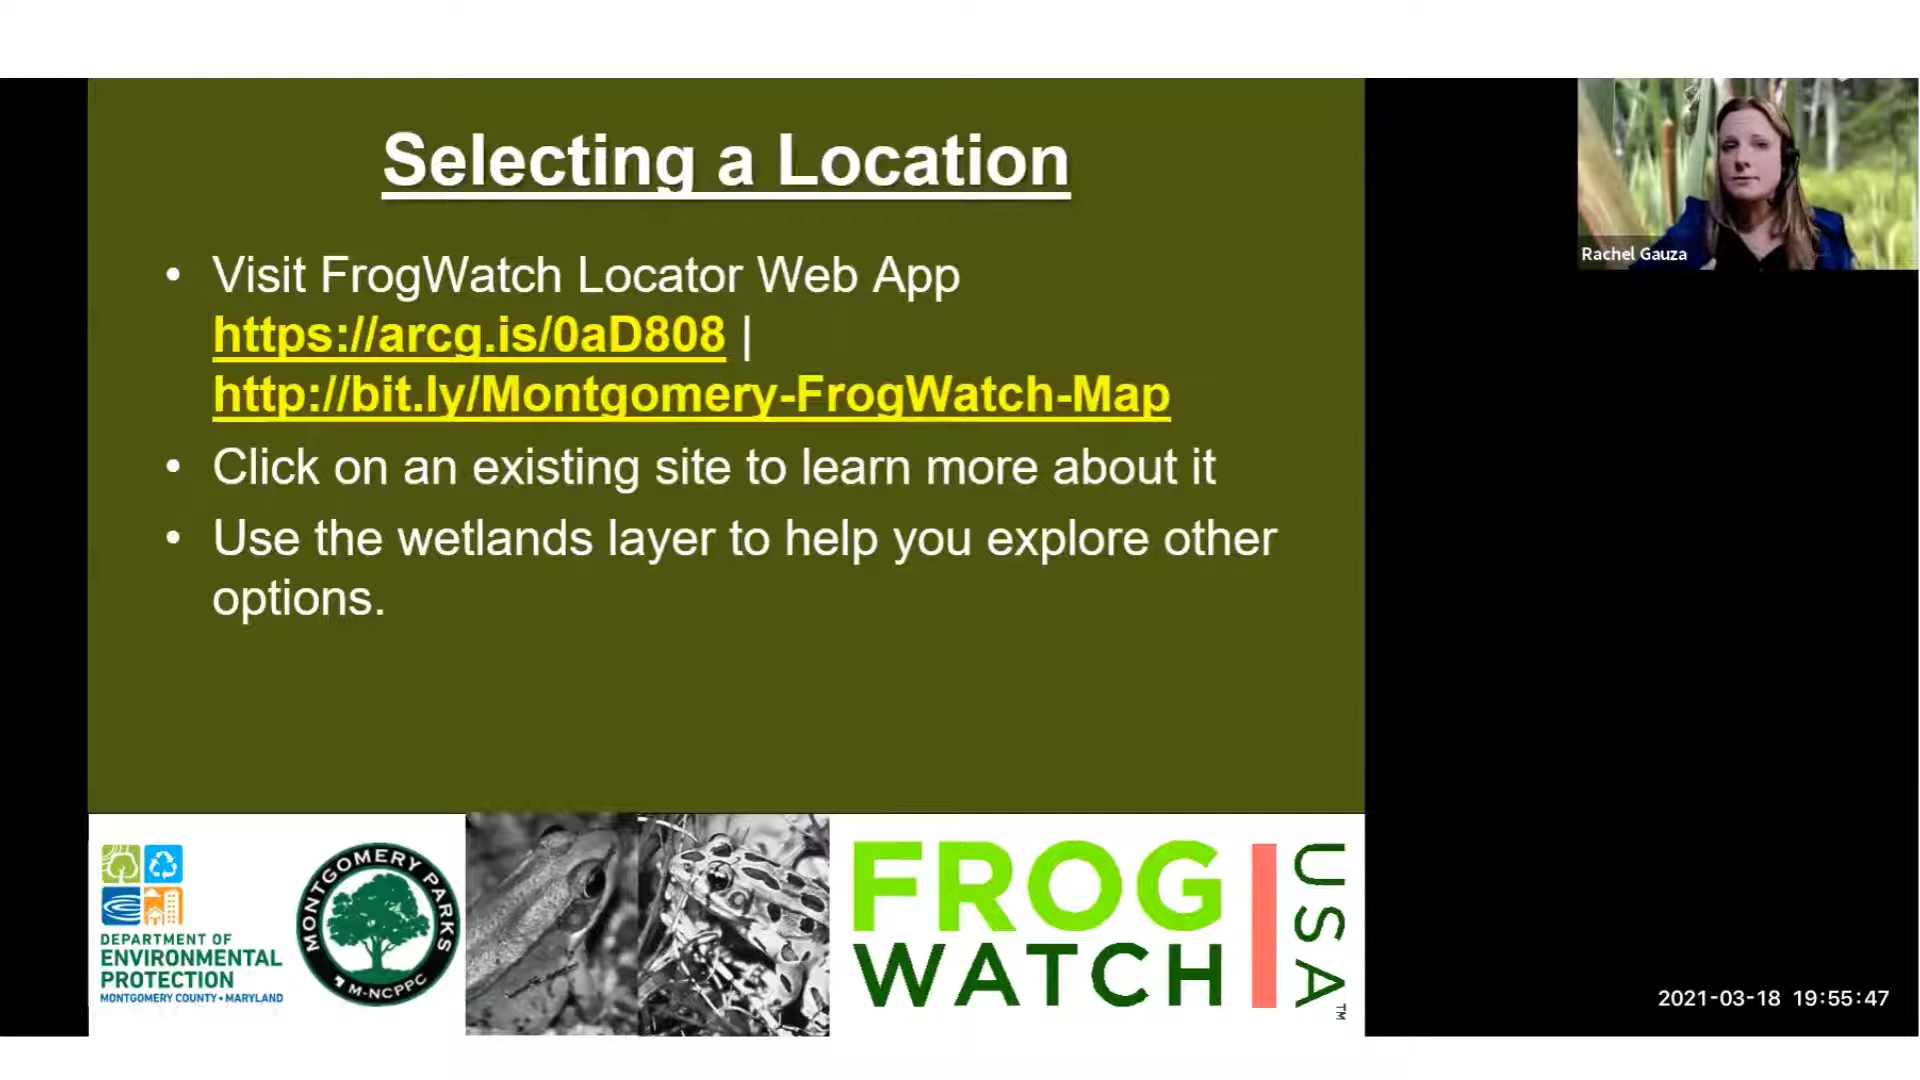 Selecting a Location
• Visit FrogWatch Locator Web App
https://arcg.is/0aD808 |
http://bit.ly/Montgomery-FrogWatch-Map
• Click on an existing site to learn more about it
• Use the wetlands layer to help you explore other
options.
Rachel Gauza
DEPARTMENT OF
ENVIRONMENTAL
PROTECTION
MONTGOMERY COUNTY • MARYLAND
MONTGOMERY PARKS
M-NCPPC
FROG
WATCH
USA™
2021-03-18 19:55:47